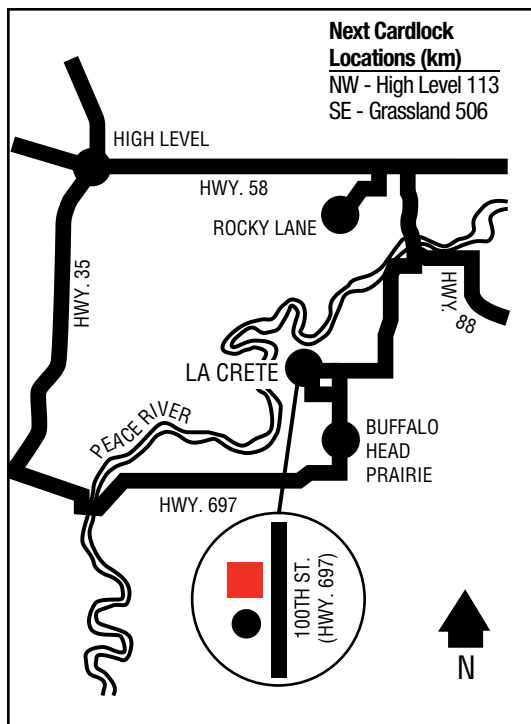 Next Cardlock
Locations (km)
NW - High Level 113
SE - Grassland 506
HIGH LEVEL
HWY. 58
ROCKY LANE
HWY. 35
HWY.
88
LA CRETE
PEACE RIVER
BUFFALO
HEAD
PRAIRIE
HWY. 697
100TH ST.
(HWY. 697)
N